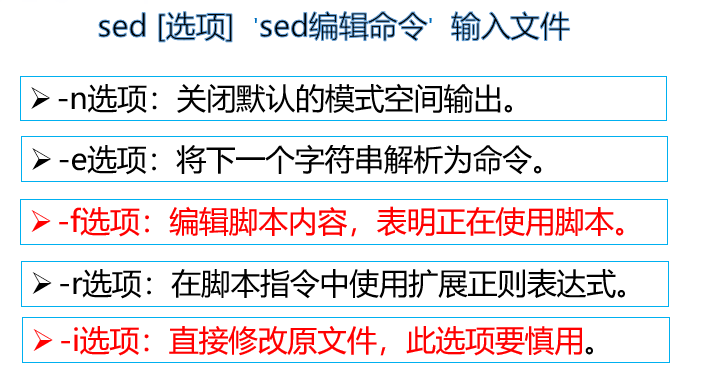 sed [选项] 'sed编辑命令' 输入文件
➢ -n选项：关闭默认的模式空间输出。
➢ -e选项：将下一个字符串解析为命令。
➢ -f选项：编辑脚本内容，表明正在使用脚本。
➢ -r选项：在脚本指令中使用扩展正则表达式。
➢ -i选项：直接修改原文件，此选项要慎用。